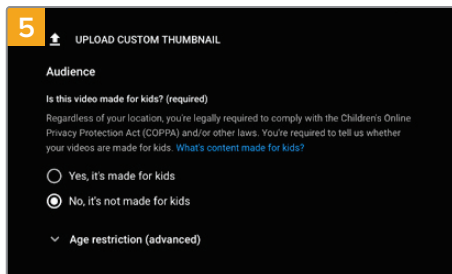 5
UPLOAD CUSTOM THUMBNAIL
Audience
Is this video made for kids? (required)
Regardless of your location, you're legally required to comply with the Children's Online
Privacy Protection Act (COPPA) and/or other laws. You're required to tell us whether
your videos are made for kids. What's content made for kids?
Yes, it's made for kids
No, it's not made for kids
Age restriction (advanced)